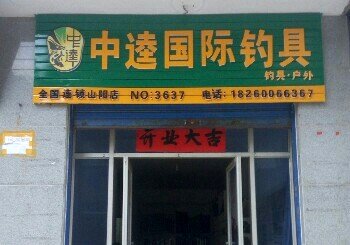 中逵
中逵国际钓具
钓具·户外
全国连锁山阳店 NO:3637 电话:18260066367
开业大吉